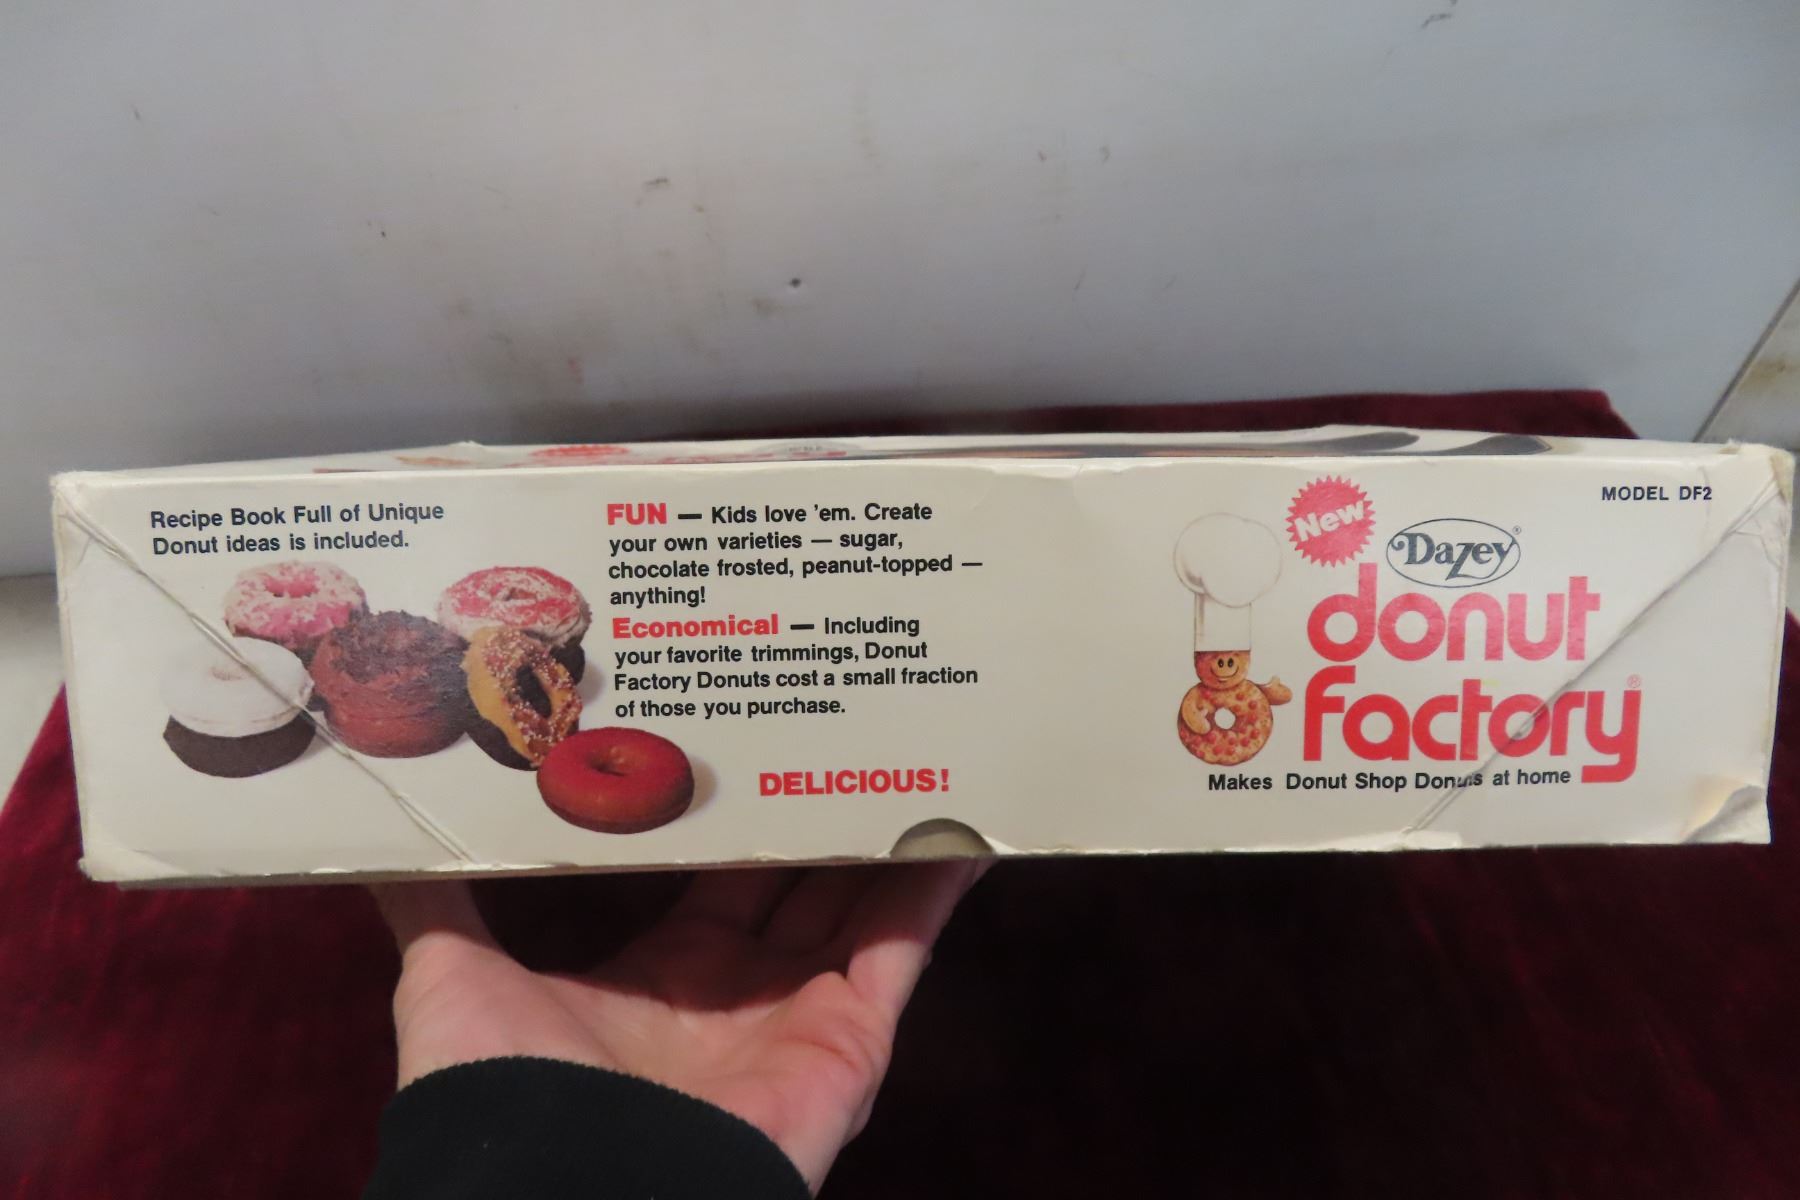 Recipe Book Full of Unique
Donut ideas is included.
FUN — Kids love 'em. Create
your own varieties — sugar,
chocolate frosted, peanut-topped —
anything!
Economical — Including
your favorite trimmings, Donut
Factory Donuts cost a small fraction
of those you purchase.
DELICIOUS!
New
MODEL DF2
Dazey®
donut
factory®
Makes Donut Shop Donuts at home